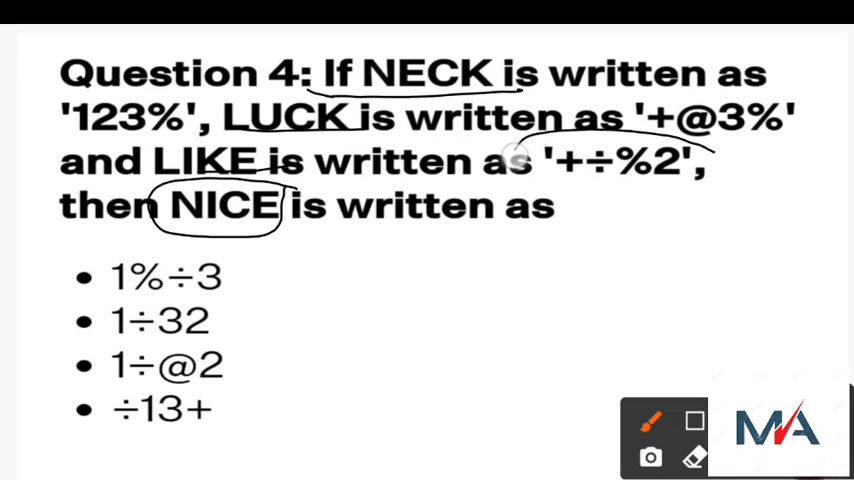 Question 4: If NECK is written as
'123%', LUCK is written as '+@3%'
and LIKE is written as '+÷%2',
then NICE is written as
• 1%÷3
• 1÷32
• 1÷@2
• ÷13+
MA